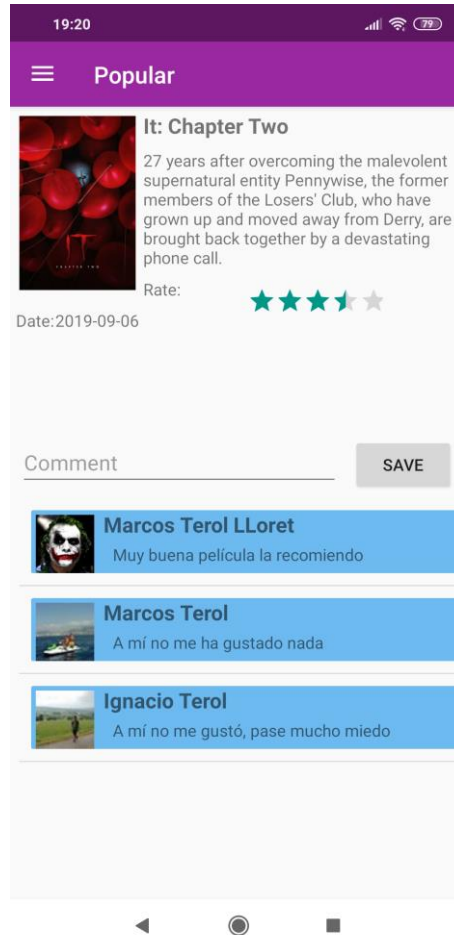 19:20
79
Popular
It: Chapter Two
27 years after overcoming the malevolent
supernatural entity Pennywise, the former
members of the Losers' Club, who have
grown up and moved away from Derry, are
brought back together by a devastating
phone call.
IT
CHAPTER TWO
Rate:
Date:2019-09-06
Comment
SAVE
Marcos Terol LLoret
Muy buena película la recomiendo
Marcos Terol
A mí no me ha gustado nada
Ignacio Terol
A mí no me gustó, pase mucho miedo